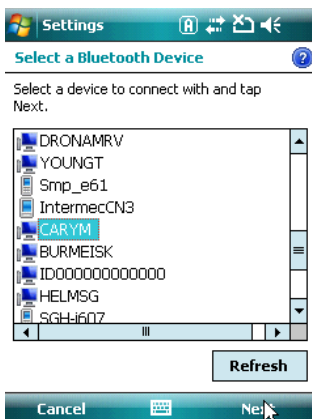 Settings
Select a Bluetooth Device
Select a device to connect with and tap
Next.
DRONAMRV
YOUNGT
Smp_e61
IntermecCN3
CARYM
BURMEISK
ID000000000000
HELMSG
SGH-i607
Refresh
Cancel
Next